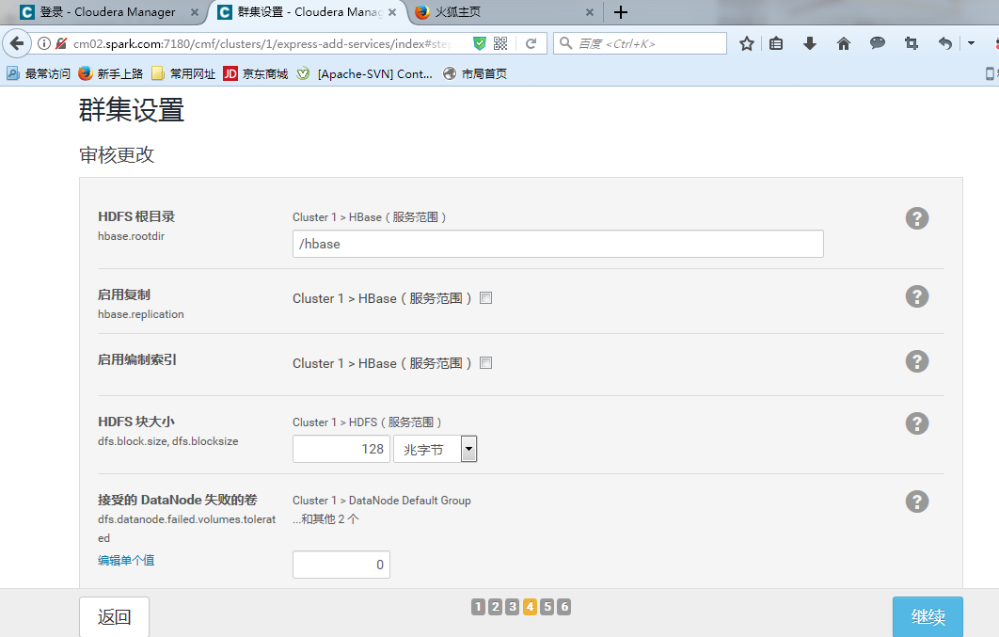 登录 - Cloudera Manager
群集设置 - Cloudera Manag
火狐主页
cm02.spark.com:7180/cmf/clusters/1/express-add-services/index#ste
百度 <Ctrl+K>
最常访问 新手上路 常用网址 JD 京东商城 [Apache-SVN] Cont... 市局首页
群集设置
审核更改
HDFS 根目录
hbase.rootdir
Cluster 1 > HBase（服务范围）
/hbase
启用复制
hbase.replication
Cluster 1 > HBase（服务范围）
启用编制索引
Cluster 1 > HBase（服务范围）
HDFS 块大小
dfs.block.size, dfs.blocksize
Cluster 1 > HDFS（服务范围）
128 兆字节
接受的 DataNode 失败的卷
dfs.datanode.failed.volumes.tolerat
ed
编辑单个值
Cluster 1 > DataNode Default Group
...和其他 2 个
0
返回
1 2 3 4 5 6
继续